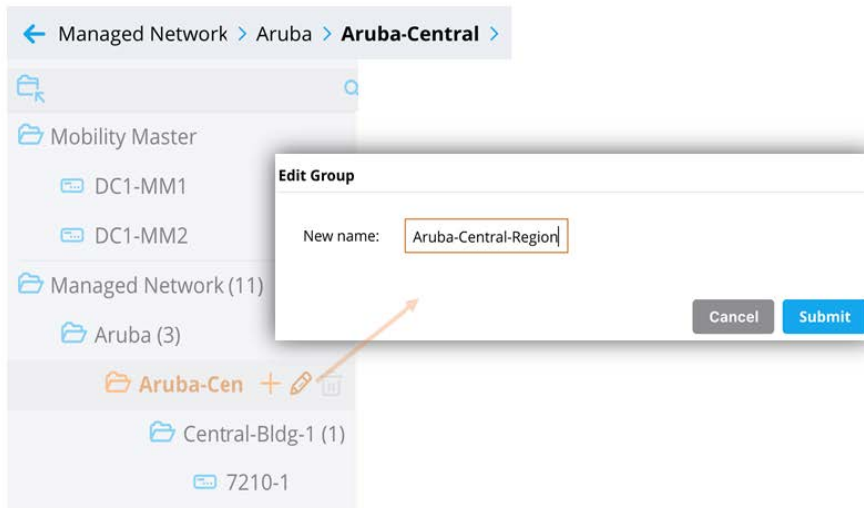 Managed Network > Aruba > Aruba-Central >
Mobility Master
DC1-MM1
DC1-MM2
Managed Network (11)
Aruba (3)
Aruba-Cen
Central-Bldg-1 (1)
7210-1
Edit Group
New name: Aruba-Central-Region
Cancel Submit